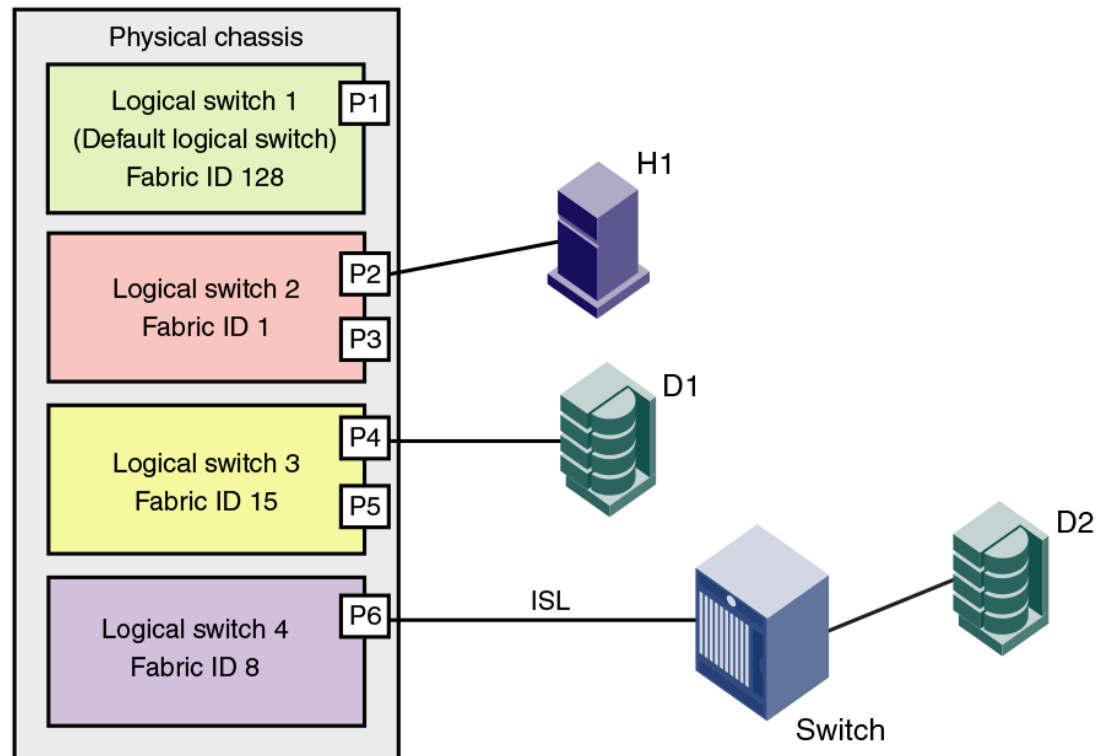 Physical chassis
Logical switch 1
(Default logical switch)
Fabric ID 128
P1
H1
Logical switch 2
Fabric ID 1
P2
P3
D1
Logical switch 3
Fabric ID 15
P4
P5
D2
Logical switch 4
Fabric ID 8
P6
ISL
Switch